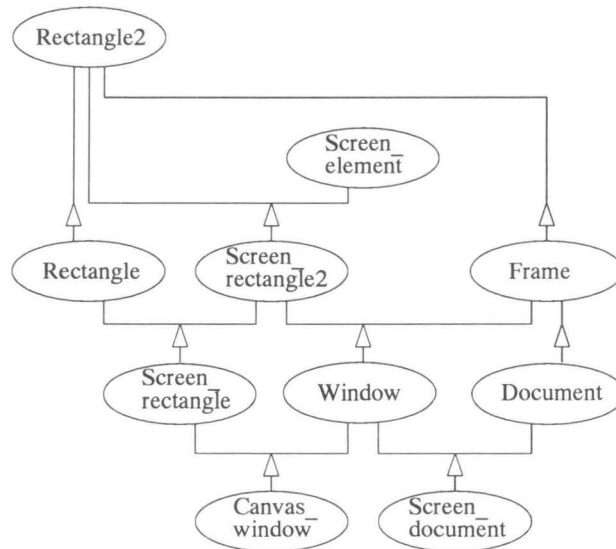 Rectangle2
Screen_
element
Rectangle
Screen_
rectangle2
Frame
Screen_
rectangle
Window
Document
Canvas_
window
Screen_
document